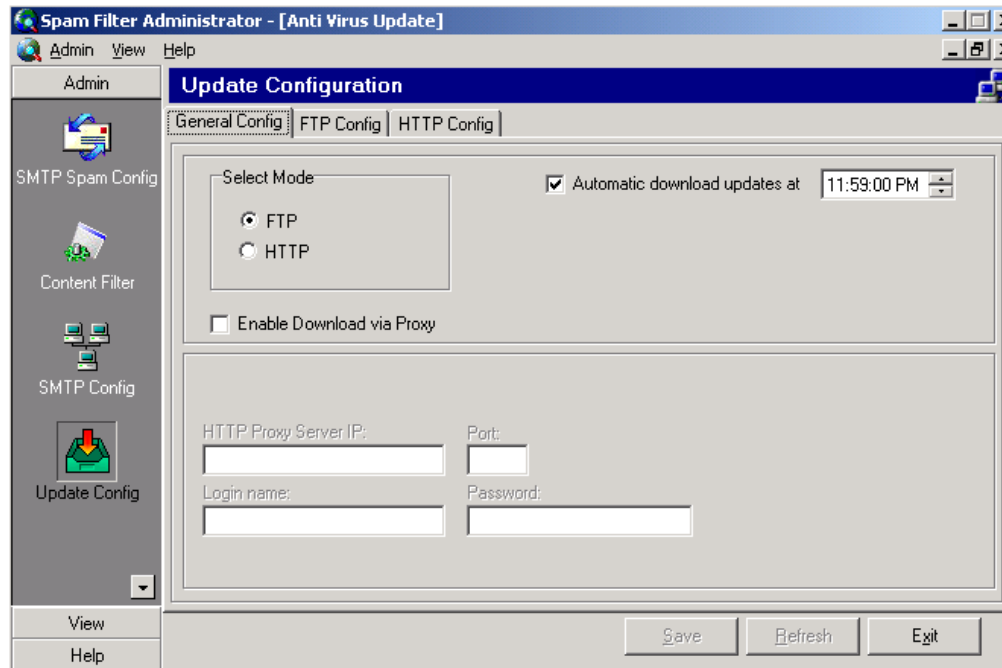 Spam Filter Administrator - [Anti Virus Update]
Admin View Help
Admin
Update Configuration
General Config FTP Config HTTP Config
SMTP Spam Config
Content Filter
SMTP Config
Update Config
Select Mode
FTP
HTTP
Automatic download updates at 11:59:00 PM
Enable Download via Proxy
HTTP Proxy Server IP: Port:
Login name: Password:
View
Help
Save Refresh Exit